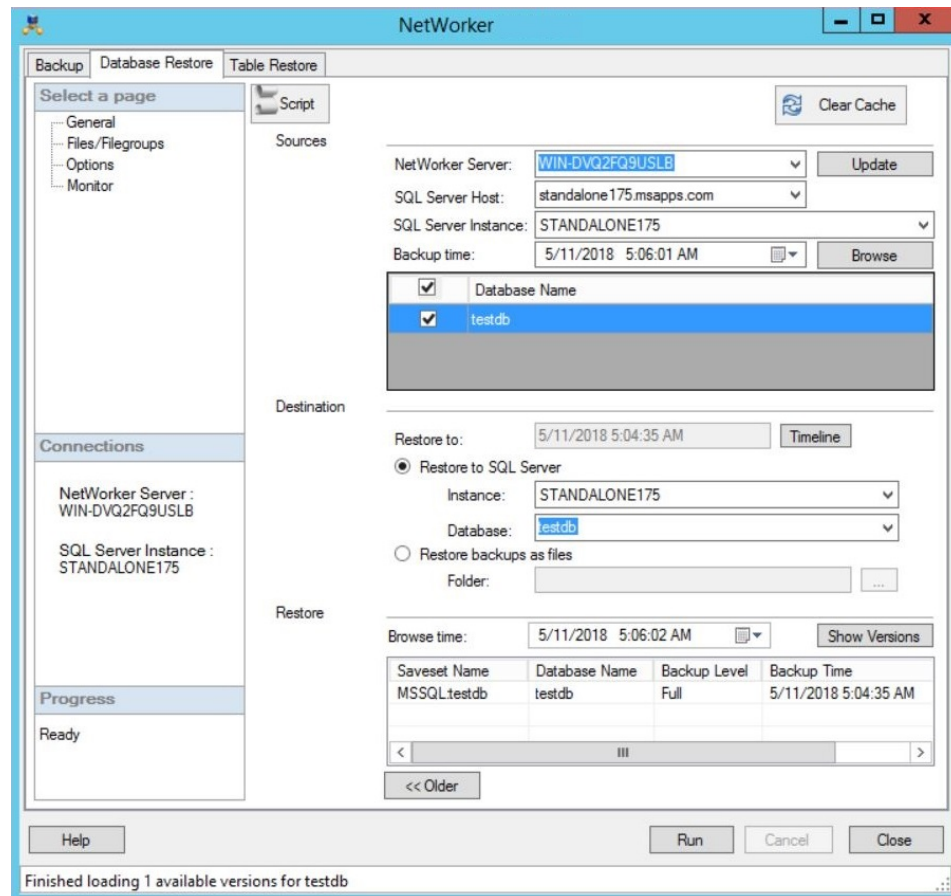 NetWorker
Backup Database Restore Table Restore
Select a page
General
Files/Filegroups
Options
Monitor
Script
Clear Cache
Sources
NetWorker Server: WIN-DVQ2FQ9USLB Update
SQL Server Host: standalone175.msapps.com
SQL Server Instance: STANDALONE175
Backup time: 5/11/2018 5:06:01 AM Browse
Database Name
testdb
Destination
Restore to: 5/11/2018 5:04:35 AM Timeline
Restore to SQL Server
Instance: STANDALONE175
Database: testdb
Restore backups as files
Folder: ...
Connections
NetWorker Server :
WIN-DVQ2FQ9USLB
SQL Server Instance :
STANDALONE175
Restore
Browse time: 5/11/2018 5:06:02 AM Show Versions
Saveset Name Database Name Backup Level Backup Time
MSSQL:testdb testdb Full 5/11/2018 5:04:35 AM
<< Older
Progress
Ready
Help Run Cancel Close
Finished loading 1 available versions for testdb